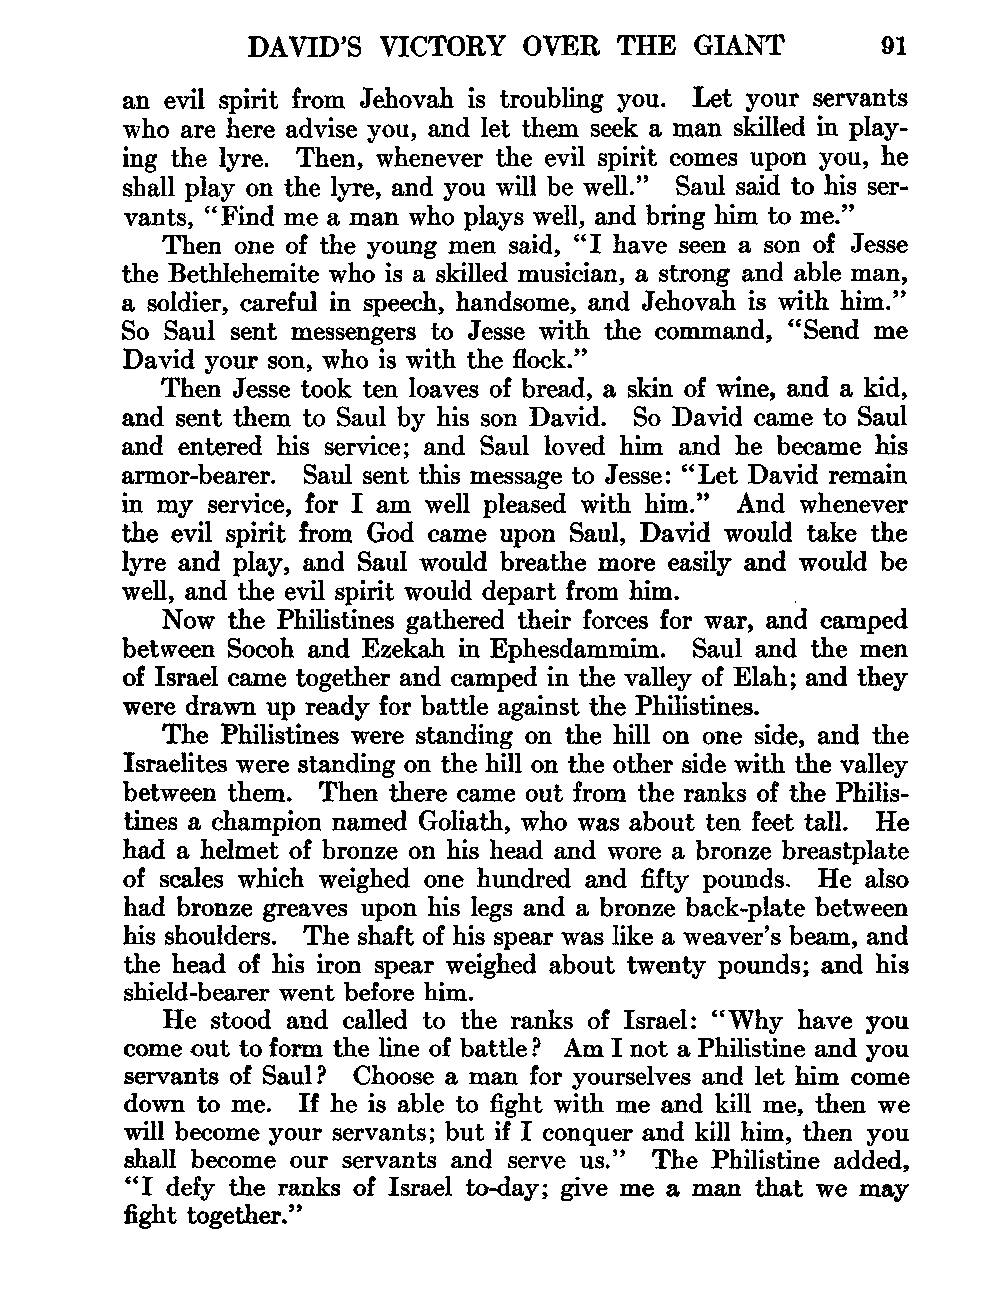 DAVID'S VICTORY OVER THE GIANT 91
an evil spirit from Jehovah is troubling you. Let your servants
who are here advise you, and let them seek a man skilled in play-
ing the lyre. Then, whenever the evil spirit comes upon you, he
shall play on the lyre, and you will be well." Saul said to his ser-
vants, "Find me a man who plays well, and bring him to me."
Then one of the young men said, "I have seen a son of Jesse
the Bethlehemite who is a skilled musician, a strong and able man,
a soldier, careful in speech, handsome, and Jehovah is with him."
So Saul sent messengers to Jesse with the command, "Send me
David your son, who is with the flock."
Then Jesse took ten loaves of bread, a skin of wine, and a kid,
and sent them to Saul by his son David. So David came to Saul
and entered his service; and Saul loved him and he became his
armor-bearer. Saul sent this message to Jesse: "Let David remain
in my service, for I am well pleased with him." And whenever
the evil spirit from God came upon Saul, David would take the
lyre and play, and Saul would breathe more easily and would be
well, and the evil spirit would depart from him.
Now the Philistines gathered their forces for war, and camped
between Socoh and Ezekah in Ephesdammim. Saul and the men
of Israel came together and camped in the valley of Elah; and they
were drawn up ready for battle against the Philistines.
The Philistines were standing on the hill on one side, and the
Israelites were standing on the hill on the other side with the valley
between them. Then there came out from the ranks of the Philis-
tines a champion named Goliath, who was about ten feet tall. He
had a helmet of bronze on his head and wore a bronze breastplate
of scales which weighed one hundred and fifty pounds. He also
had bronze greaves upon his legs and a bronze back-plate between
his shoulders. The shaft of his spear was like a weaver's beam, and
the head of his iron spear weighed about twenty pounds; and his
shield-bearer went before him.
He stood and called to the ranks of Israel: "Why have you
come out to form the line of battle? Am I not a Philistine and you
servants of Saul? Choose a man for yourselves and let him come
down to me. If he is able to fight with me and kill me, then we
will become your servants; but if I conquer and kill him, then you
shall become our servants and serve us." The Philistine added,
"I defy the ranks of Israel to-day; give me a man that we may
fight together."